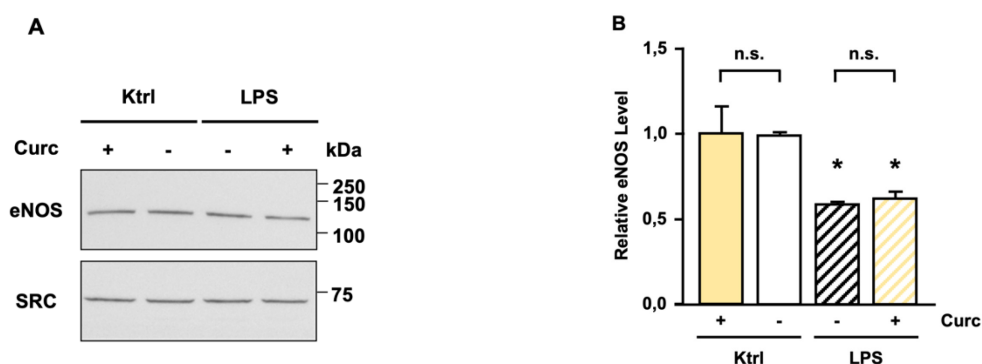 A
Ktrl LPS
Curc + - - + kDa
eNOS
250
150
100
SRC
75
B
Relative eNOS Level
1,5
1,0
0,5
0,0
n.s. n.s.
* *
+ - - + Curc
Ktrl LPS